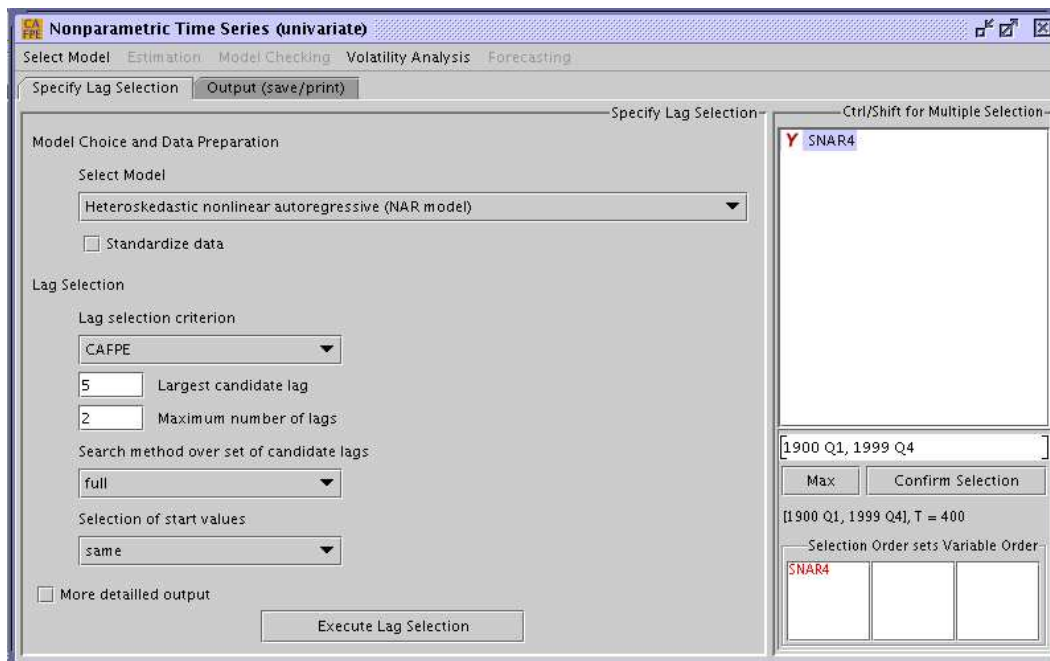 CA
FPE
Nonparametric Time Series (univariate)
Select Model Estimation Model Checking Volatility Analysis Forecasting
Specify Lag Selection Output (save/print)
Specify Lag Selection
Model Choice and Data Preparation
Select Model
Heteroskedastic nonlinear autoregressive (NAR model)
Standardize data
Lag Selection
Lag selection criterion
CAFPE
5 Largest candidate lag
2 Maximum number of lags
Search method over set of candidate lags
full
Selection of start values
same
More detailled output
Execute Lag Selection
Ctrl/Shift for Multiple Selection
Y SNAR4
[1900 Q1, 1999 Q4]
Max Confirm Selection
[1900 Q1, 1999 Q4], T = 400
Selection Order sets Variable Order
SNAR4